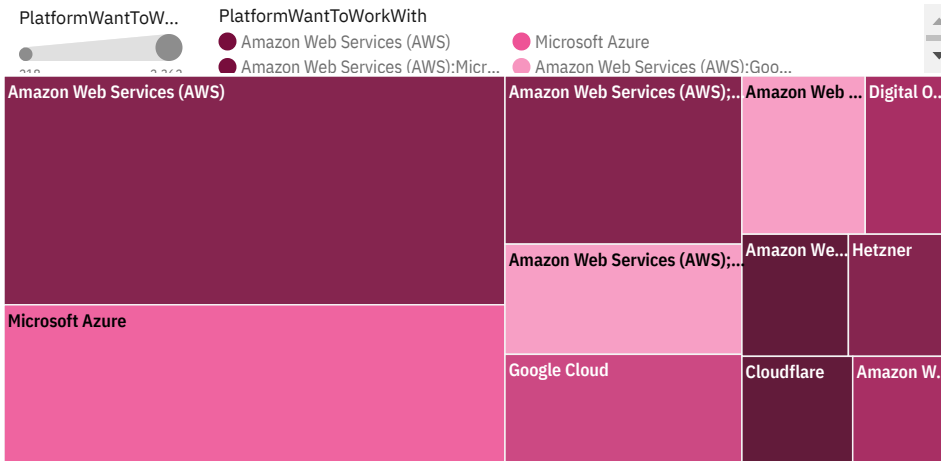 PlatformWantToW...
PlatformWantToWorkWith
Amazon Web Services (AWS)
Microsoft Azure
Amazon Web Services (AWS):Micr...
Amazon Web Services (AWS):Goo...
Amazon Web Services (AWS)
Amazon Web Services (AWS);...
Amazon Web ...
Digital O...
Amazon Web Services (AWS);...
Amazon We...
Hetzner
Microsoft Azure
Google Cloud
Cloudflare
Amazon W...